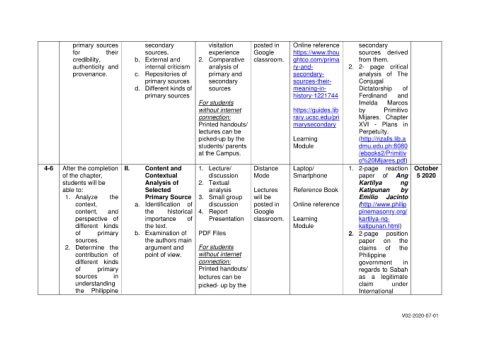 primary sources
for their
credibility,
authenticity and
provenance.
secondary
sources.
b. External and
internal criticism
c. Repositories of
primary sources
d. Different kinds of
primary sources
visitation
experience
2. Comparative
analysis of
primary and
secondary
sources
For students
without internet
connection:
Printed handouts/
lectures can be
picked-up by the
students/ parents
at the Campus.
posted in
Google
classroom.
Online reference
https://www.thou
ghtco.com/prima
ry-and-
secondary-
sources-their-
meaning-in-
history-1221744
https://guides.lib
rary.ucsc.edu/pri
marysecondary
Learning
Module
secondary
sources derived
from them.
2. 2- page critical
analysis of The
Conjugal
Dictatorship of
Ferdinand and
Imelda Marcos
by Primitivo
Mijares. Chapter
XVI - Plans in
Perpetuity.
(http://rizalls.lib.a
dmu.edu.ph:8080
/ebooks2/Primitiv
o%20Mijares.pdf)
4-6
After the completion
of the chapter,
students will be
able to:
1. Analyze the
context,
content, and
perspective of
different kinds
of primary
sources.
2. Determine the
contribution of
different kinds
of primary
sources in
understanding
the Philippine
II. Content and
Contextual
Analysis of
Selected
Primary Source
a. Identification of
the historical
importance of
the text.
b. Examination of
the authors main
argument and
point of view.
1. Lecture/
discussion
2. Textual
analysis
3. Small group
discussion
4. Report
Presentation
PDF Files
For students
without internet
connection:
Printed handouts/
lectures can be
picked- up by the
Distance
Mode
Lectures
will be
posted in
Google
classroom.
Laptop/
Smartphone
Reference Book
Online reference
Learning
Module
1. 2-page reaction
paper of Ang
Kartilya ng
Katipunan by
Emilio Jacinto
(http://www.philip
pinemasonry.org/
kartilya-ng-
katipunan.html)
2. 2-page position
paper on the
claims of the
Philippine
government in
regards to Sabah
as a legitimate
claim under
International
October
5 2020
V02-2020-07-01